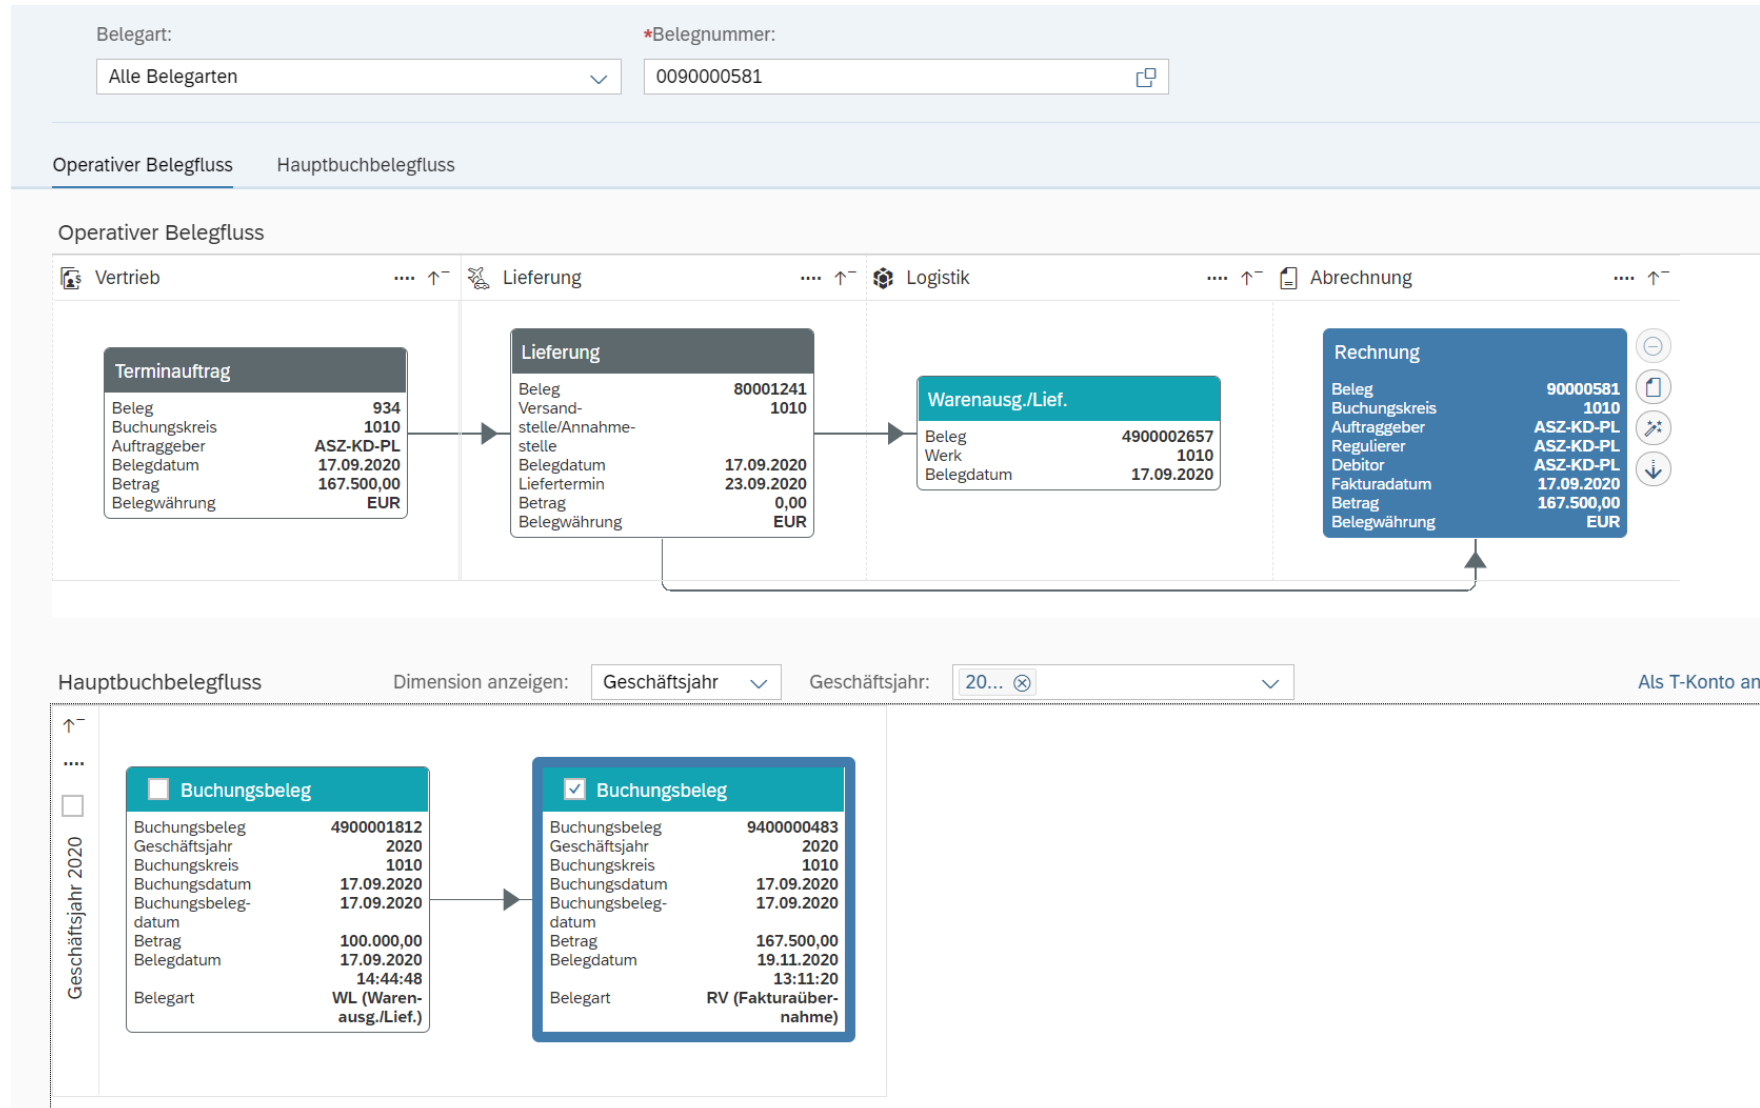 Belegart:
*Belegnummer:
Alle Belegarten
0090000581
Operativer Belegfluss
Hauptbuchbelegfluss
Operativer Belegfluss
Vertrieb
Lieferung
Logistik
Abrechnung
Terminauftrag
Beleg 934
Buchungskreis 1010
Auftraggeber ASZ-KD-PL
Belegdatum 17.09.2020
Betrag 167.500,00
Belegwährung EUR
Lieferung
Beleg 80001241
Versand- 1010
stelle/Annahme-
stelle
Belegdatum 17.09.2020
Liefertermin 23.09.2020
Betrag 0,00
Belegwährung EUR
Warenausg./Lief.
Beleg 4900002657
Werk 1010
Belegdatum 17.09.2020
Rechnung
Beleg 90000581
Buchungskreis 1010
Auftraggeber ASZ-KD-PL
Regulierer ASZ-KD-PL
Debitor ASZ-KD-PL
Fakturadatum 17.09.2020
Betrag 167.500,00
Belegwährung EUR
Hauptbuchbelegfluss
Dimension anzeigen: Geschäftsjahr
Geschäftsjahr: 20...
Als T-Konto an
Geschäftsjahr 2020
Buchungsbeleg
Buchungsbeleg 4900001812
Geschäftsjahr 2020
Buchungskreis 1010
Buchungsdatum 17.09.2020
Buchungsbeleg- 17.09.2020
datum
Betrag 100.000,00
Belegdatum 17.09.2020
14:44:48
Belegart WL (Waren-
ausg./Lief.)
Buchungsbeleg
Buchungsbeleg 9400000483
Geschäftsjahr 2020
Buchungskreis 1010
Buchungsdatum 17.09.2020
Buchungsbeleg- 17.09.2020
datum
Betrag 167.500,00
Belegdatum 19.11.2020
13:11:20
Belegart RV (Fakturaüber-
nahme)